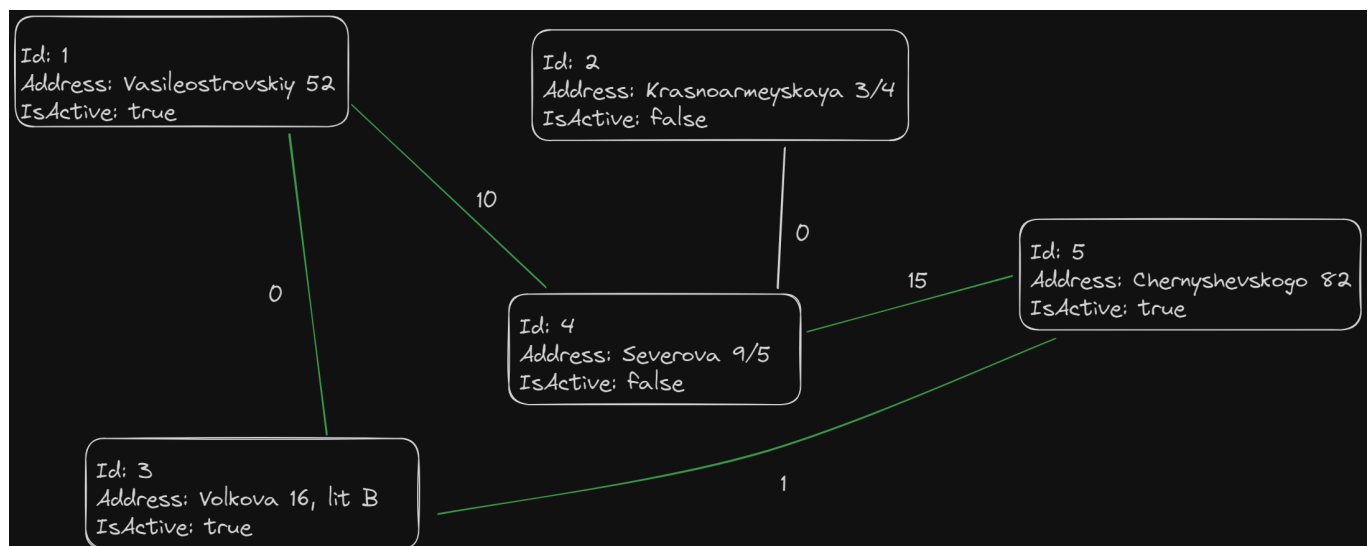 Id: 1
Address: Vasileostrovskiy 52
IsActive: true
Id: 2
Address: Krasnoarmeyskaya 3/4
IsActive: false
10
0
0
15
Id: 5
Address: Chernyshevskogo 82
IsActive: true
Id: 4
Address: Severova 9/5
IsActive: false
Id: 3
Address: Volkova 16, lit B
IsActive: true
1